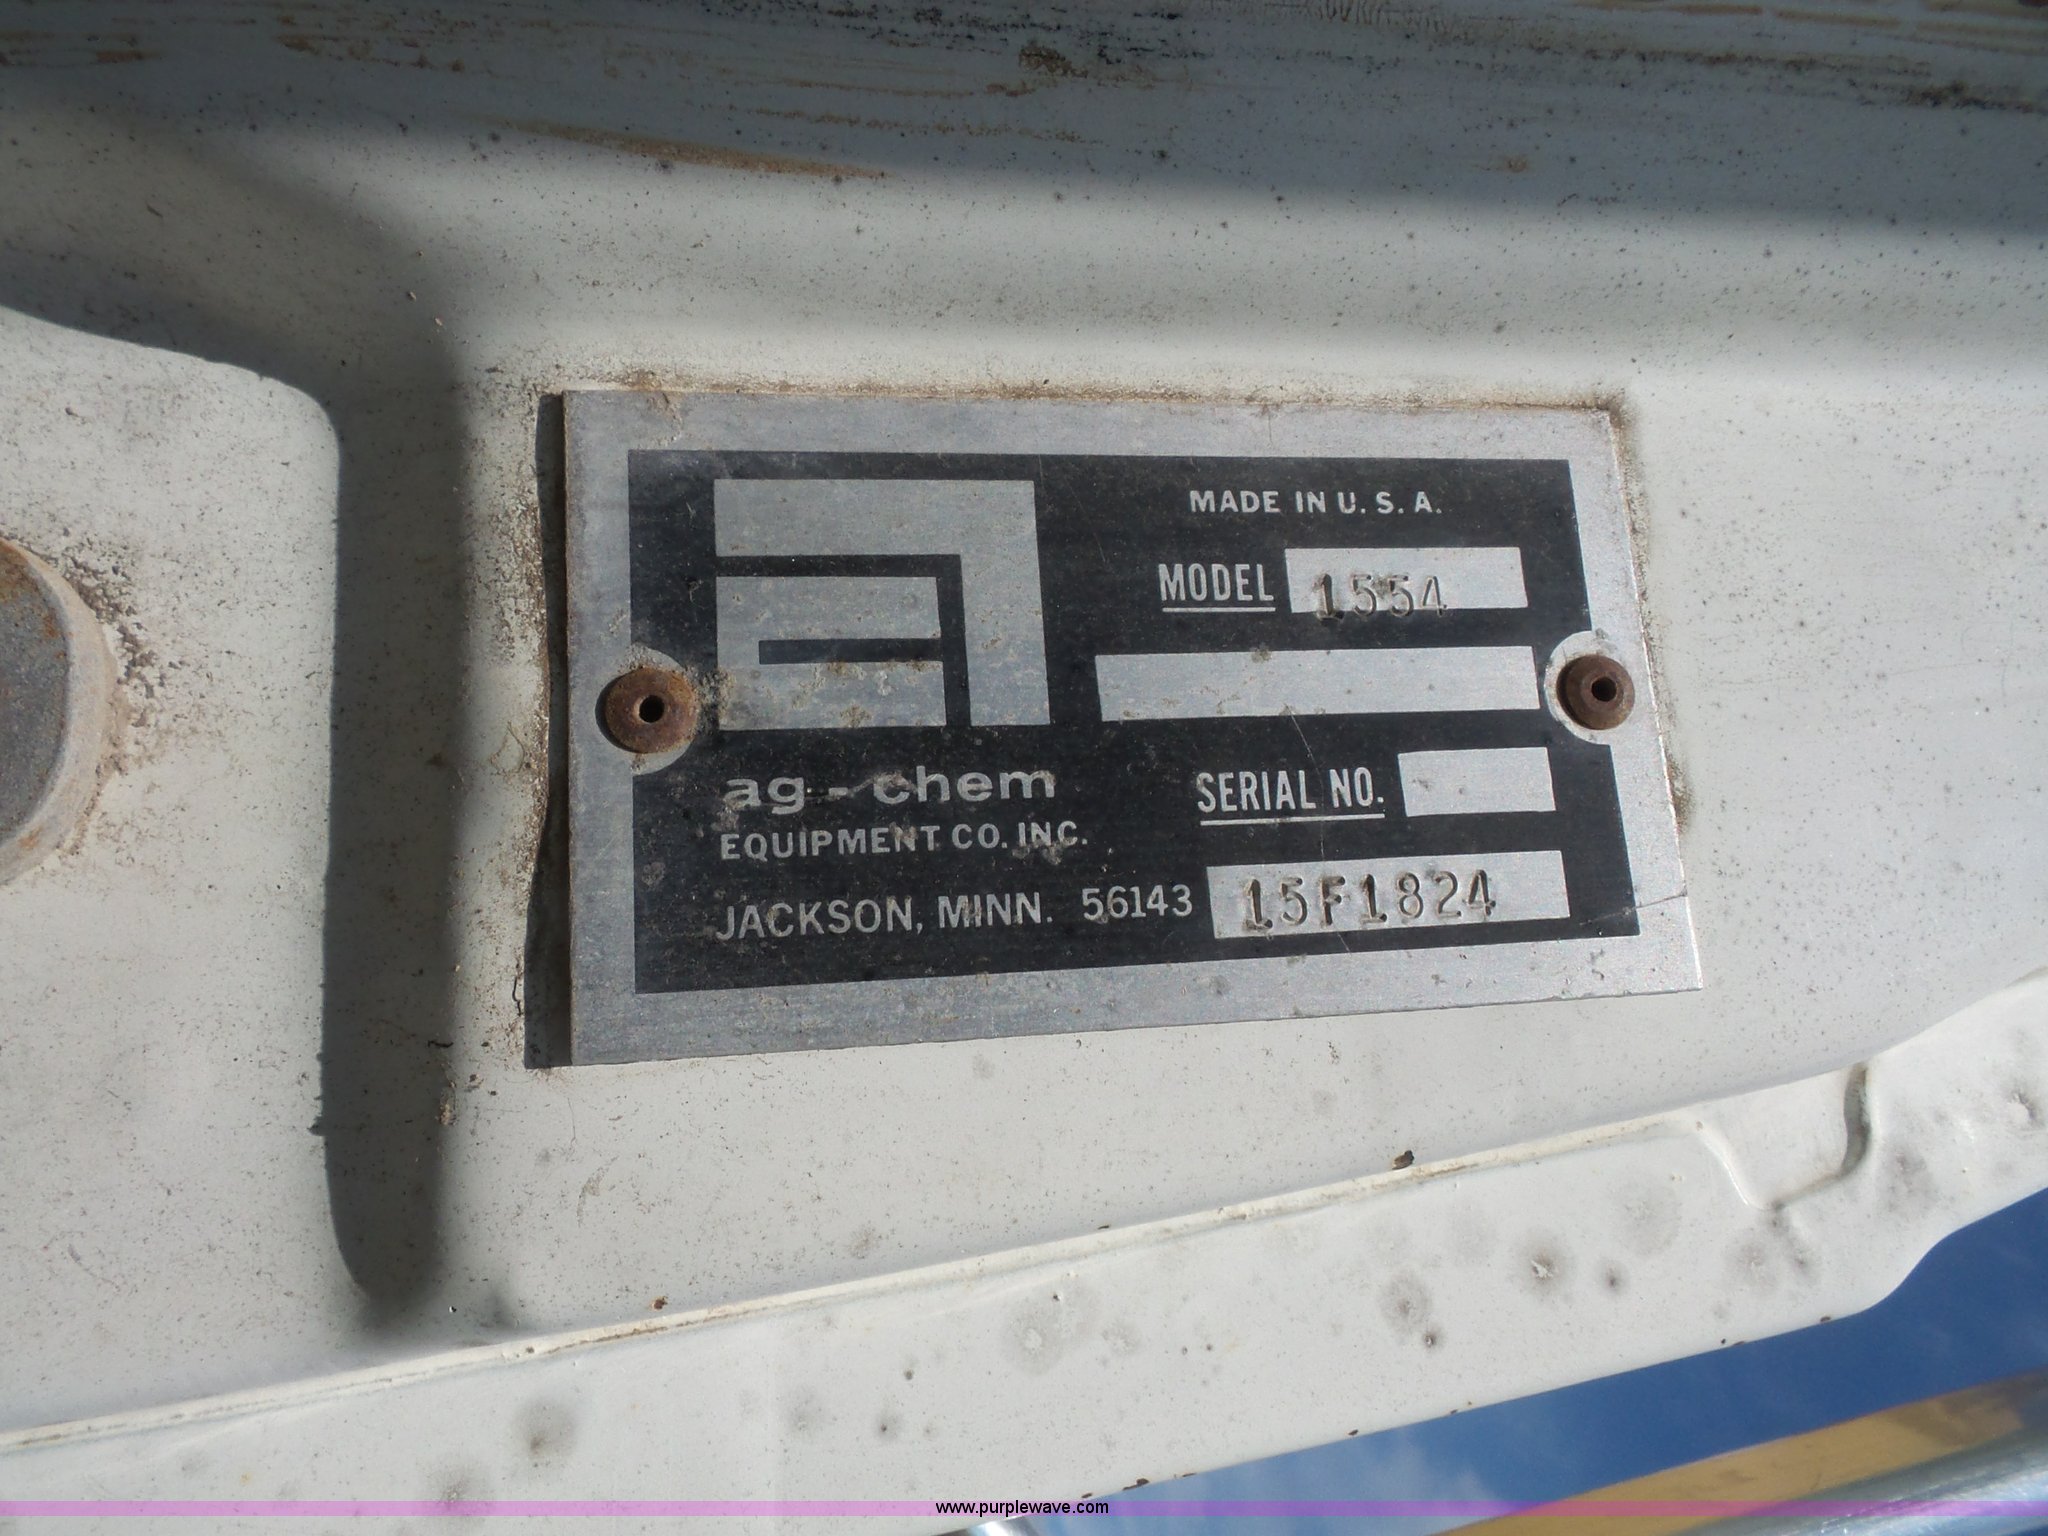 MADE IN U.S.A.
MODEL 1554
ag-chem
SERIAL NO.
EQUIPMENT CO. INC.
JACKSON, MINN. 56143 15F1824
www.purplewave.com